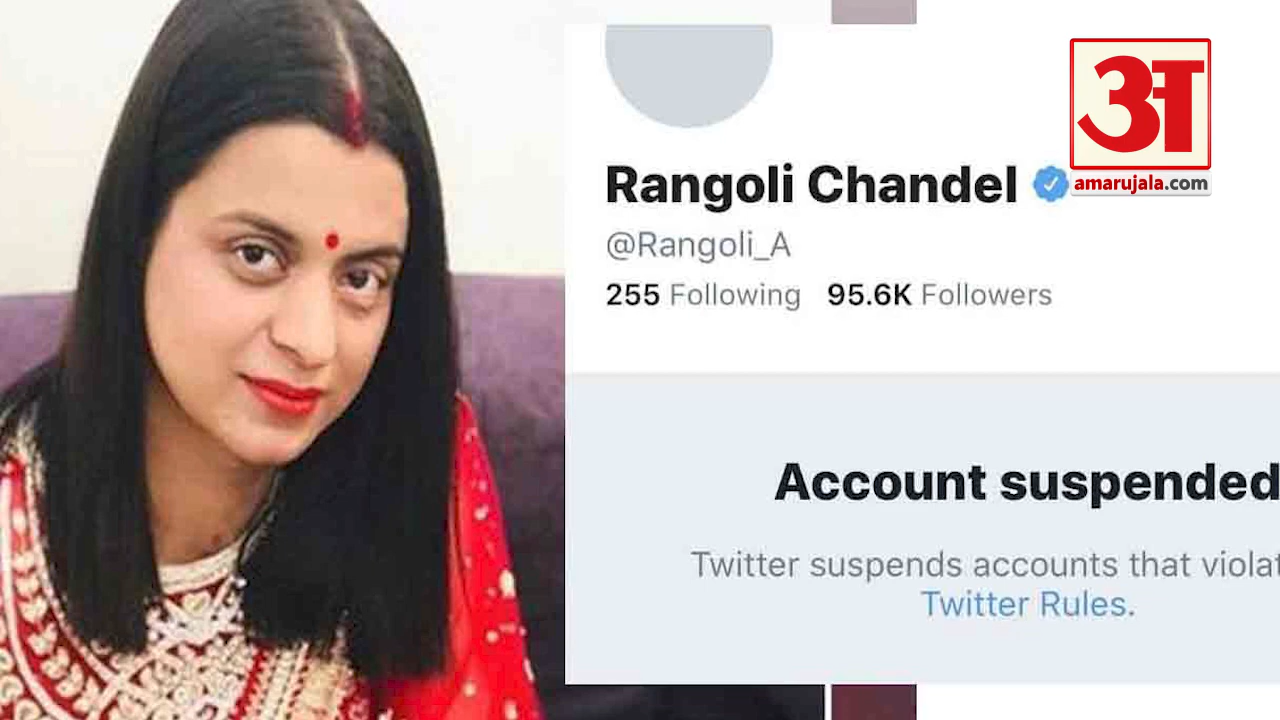 अ
amarujala.com
Rangoli Chandel
@Rangoli_A
255 Following 95.6K Followers
Account suspended
Twitter suspends accounts that violat
Twitter Rules.